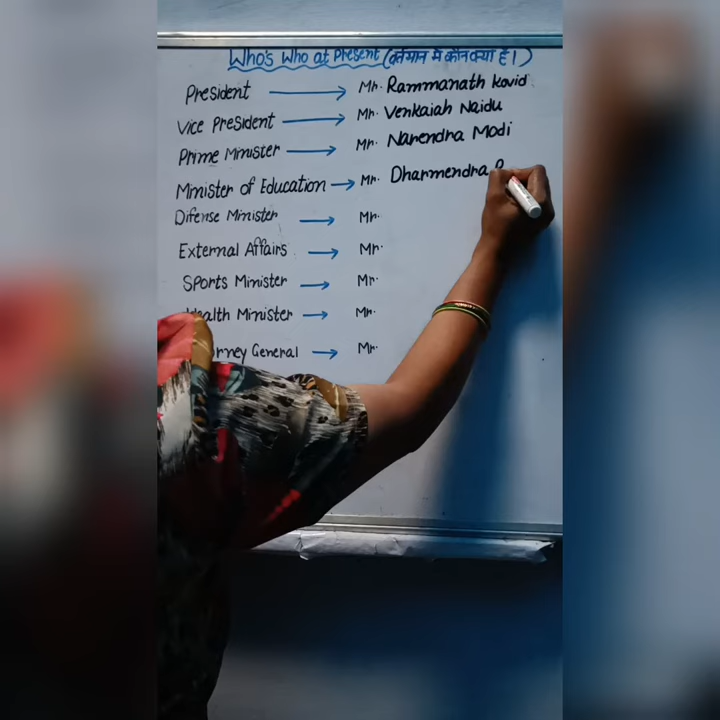 Who's Who at Present (वर्तमान में कौन क्या है।)
President → Mr. Rammanath Kovid
Vice President → Mr. Venkaiah Naidu
Prime Minister → Mr. Narendra Modi
Minister of Education → Mr. Dharmendra
Difense Minister → Mr.
External Affairs → Mr.
Sports Minister → Mr.
Minister → Mr.
General → Mr.